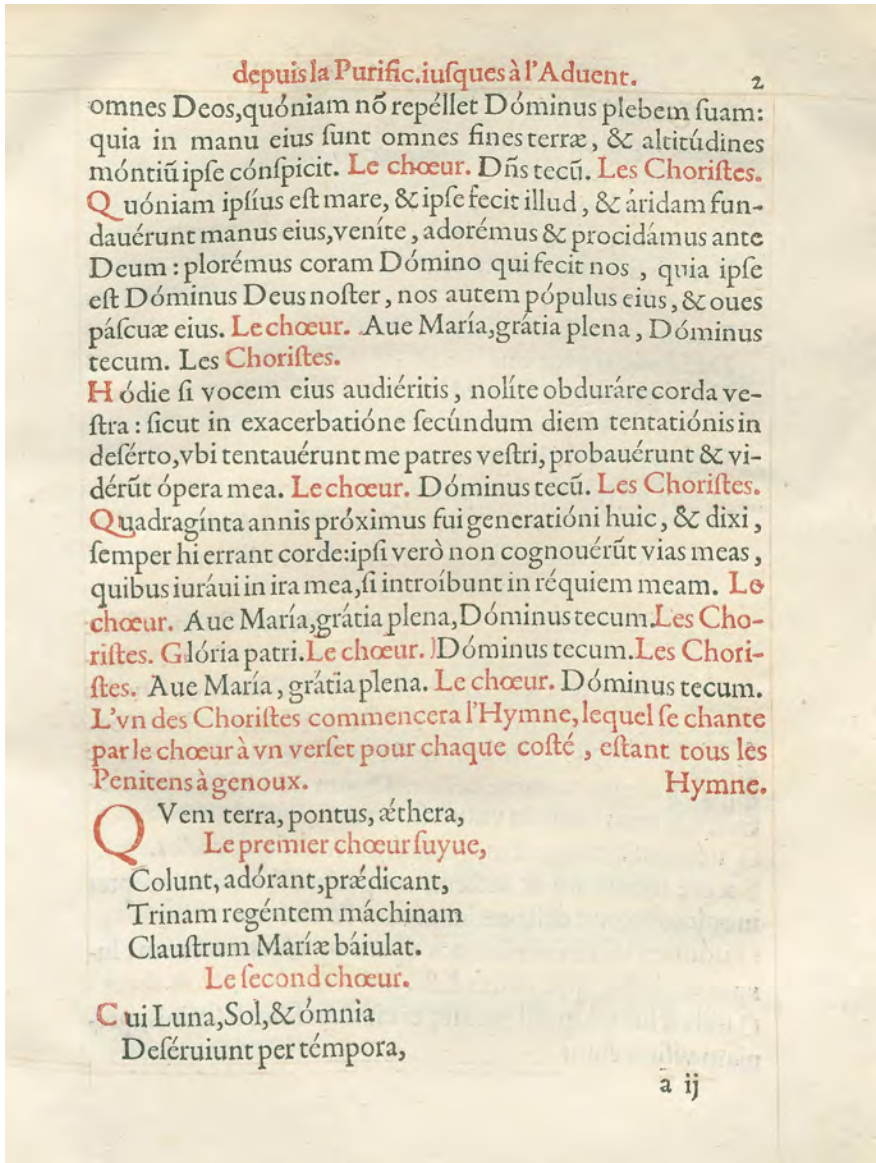 depuis la Purific.iuſques à l'Aduent. 2
omnes Deos,quóniam nõ repéllet Dóminus plebem ſuam:
quia in manu eius ſunt omnes fines terræ, & altitúdines
móntiũ ipſe cónſpicit. Le chœur. Dñs tecũ. Les Choriſtes.
Quóniam ipſíus eſt mare, & ipſe fecit illud, & áridam fun-
dauérunt manus eius,veníte, adorémus & procidámus ante
Deum : plorémus coram Dómino qui fecit nos , quia ipſe
eſt Dóminus Deus noſter, nos autem pópulus eius, & oues
páſcuæ eius. Le chœur. Aue María,grátia plena, Dóminus
tecum. Les Choriſtes.
Hódie ſi vocem eius audiéritis, nolíte obduráre corda ve-
ſtra : ſicut in exacerbatióne ſecúndum diem tentatiónis in
deſérto,vbi tentauérunt me patres veſtri, probauérunt & vi-
dérũt ópera mea. Le chœur. Dóminus tecũ. Les Choriſtes.
Quadragínta annis próximus fui generatióni huic, & dixi,
ſemper hi errant corde:ipſi verò non cognouérũt vias meas,
quibus iuráui in ira mea,ſi introíbunt in réquiem meam. Le
chœur. Aue María,grátia plena,Dóminus tecum.Les Cho-
riſtes. Glória patri.Le chœur. )Dóminus tecum.Les Chori-
ſtes. Aue María, grátia plena. Le chœur. Dóminus tecum.
L'vn des Choriſtes commencera l'Hymne, lequel ſe chante
par le chœur à vn verſet pour chaque coſté , eſtant tous lès
Penitens à genoux. Hymne.
QVem terra, pontus, ǽthera,
Le premier chœur ſuyue,
Colunt, adórant,prǽdicant,
Trinam regéntem máchinam
Clauſtrum Maríæ báiulat.
Le ſecond chœur.
Cui Luna,Sol,& ómnia
Deſéruiunt per témpora,
a ij